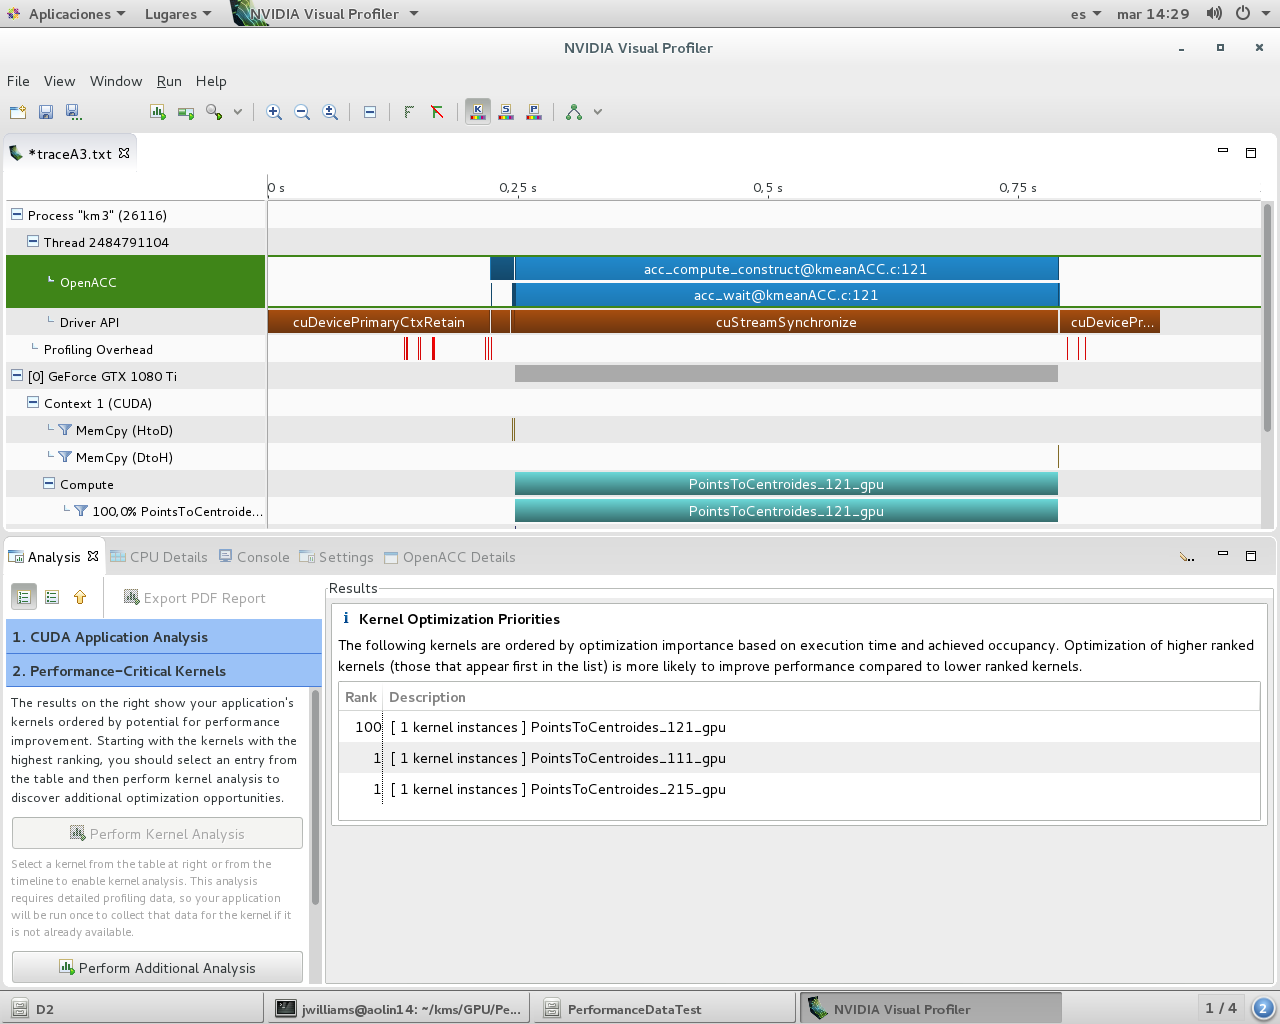 Aplicaciones Lugares NVIDIA Visual Profiler es mar 14:29
NVIDIA Visual Profiler
File View Window Run Help
K S P
*traceA3.txt
0 s 0,25 s 0,5 s 0,75 s
Process "km3" (26116)
Thread 2484791104
OpenACC
acc_compute_construct@kmeanACC.c:121
acc_wait@kmeanACC.c:121
Driver API cuDevicePrimaryCtxRetain cuStreamSynchronize cuDevicePr...
Profiling Overhead
[0] GeForce GTX 1080 Ti
Context 1 (CUDA)
MemCpy (HtoD)
MemCpy (DtoH)
Compute PointsToCentroides_121_gpu
100,0% PointsToCentroide... PointsToCentroides_121_gpu
Analysis CPU Details Console Settings OpenACC Details
Export PDF Report
1. CUDA Application Analysis
2. Performance-Critical Kernels
The results on the right show your application's
kernels ordered by potential for performance
improvement. Starting with the kernels with the
highest ranking, you should select an entry from
the table and then perform kernel analysis to
discover additional optimization opportunities.
Perform Kernel Analysis
Select a kernel from the table at right or from the
timeline to enable kernel analysis. This analysis
requires detailed profiling data, so your application
will be run once to collect that data for the kernel if it
is not already available.
Perform Additional Analysis
Results
i Kernel Optimization Priorities
The following kernels are ordered by optimization importance based on execution time and achieved occupancy. Optimization of higher ranked
kernels (those that appear first in the list) is more likely to improve performance compared to lower ranked kernels.
Rank Description
100 [ 1 kernel instances ] PointsToCentroides_121_gpu
1 [ 1 kernel instances ] PointsToCentroides_111_gpu
1 [ 1 kernel instances ] PointsToCentroides_215_gpu
D2 jwilliams@aolin14: ~/kms/GPU/Pe... PerformanceDataTest NVIDIA Visual Profiler 1 / 4 2